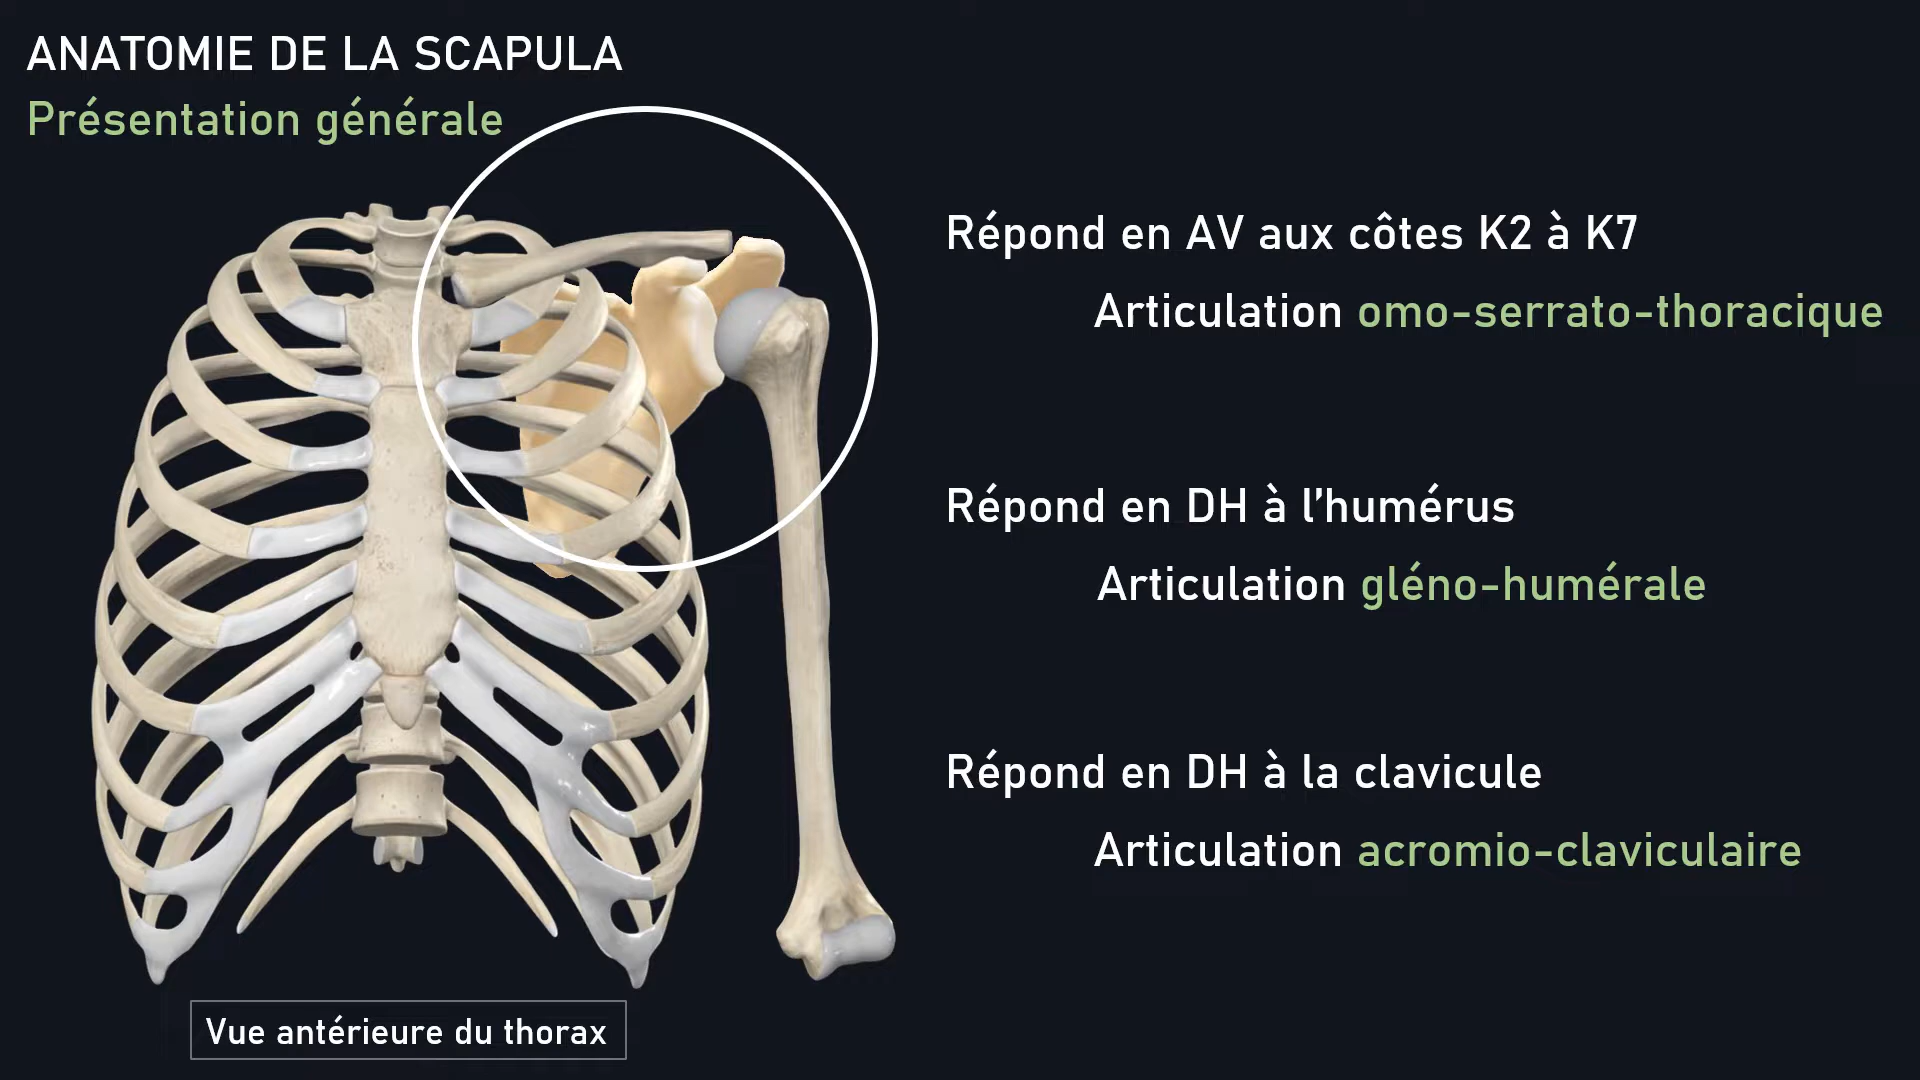 ANATOMIE DE LA SCAPULA
Présentation générale
Répond en AV aux côtes K2 à K7
Articulation omo-serrato-thoracique
Répond en DH à l'humérus
Articulation gléno-humérale
Répond en DH à la clavicule
Articulation acromio-claviculaire
Vue antérieure du thorax